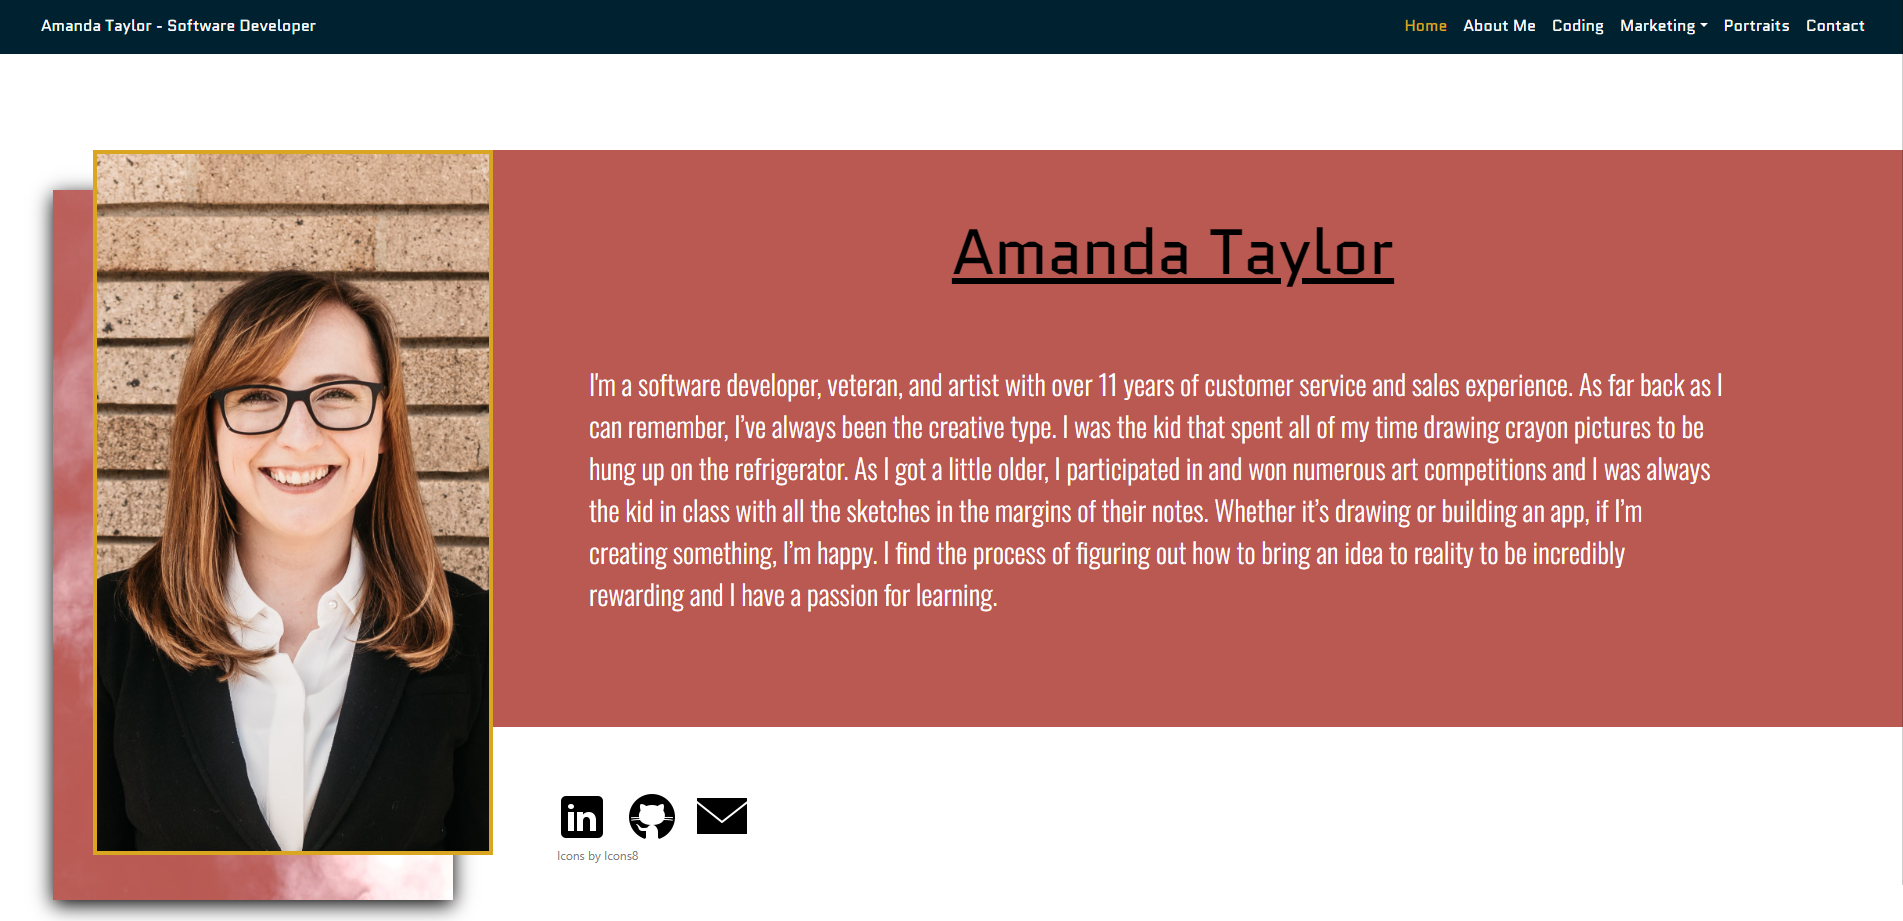 Amanda Taylor - Software Developer
Home About Me Coding Marketing Portraits Contact
Amanda Taylor
I'm a software developer, veteran, and artist with over 11 years of customer service and sales experience. As far back as I
can remember, I’ve always been the creative type. I was the kid that spent all of my time drawing crayon pictures to be
hung up on the refrigerator. As I got a little older, I participated in and won numerous art competitions and I was always
the kid in class with all the sketches in the margins of their notes. Whether it’s drawing or building an app, if I’m
creating something, I’m happy. I find the process of figuring out how to bring an idea to reality to be incredibly
rewarding and I have a passion for learning.
in
Icons by Icons8